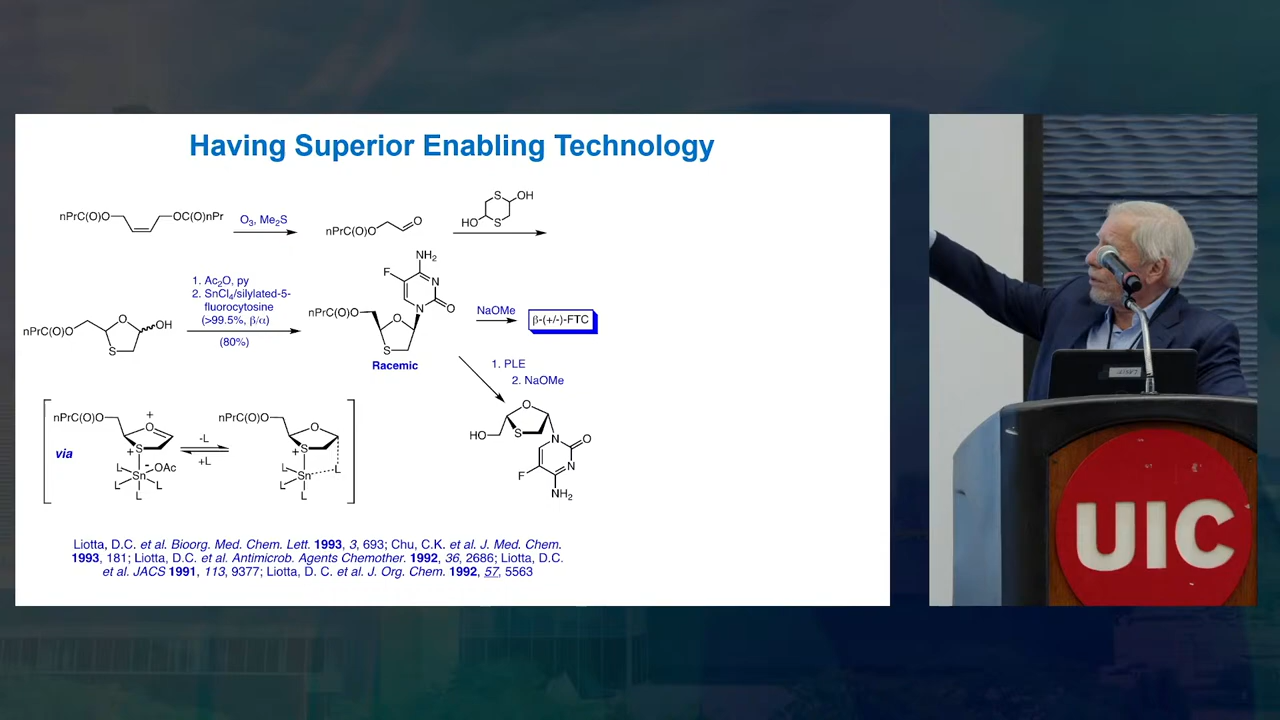 Having Superior Enabling Technology
nPrC(O)O
OC(O)nPr
O3, Me2S
nPrC(O)O
O
S
OH
HO
S
nPrC(O)O
O
OH
S
1. Ac2O, py
2. SnCl4/silylated-5-
fluorocytosine
(>99.5%, β/α)
(80%)
NH2
F
N
N
O
nPrC(O)O
O
S
Racemic
NaOMe
β-(+/-)-FTC
1. PLE
2. NaOMe
O
HO
S
N
O
N
F
NH2
via
nPrC(O)O
+
O
S
+
-
L
Sn
OAc
L
L
L
-L
+L
nPrC(O)O
O
S
+
L
Sn
L
L
L
Liotta, D.C. et al. Bioorg. Med. Chem. Lett. 1993, 3, 693; Chu, C.K. et al. J. Med. Chem.
1993, 181; Liotta, D.C. et al. Antimicrob. Agents Chemother. 1992, 36, 2686; Liotta, D.C.
et al. JACS 1991, 113, 9377; Liotta, D. C. et al. J. Org. Chem. 1992, 57, 5563
UIC